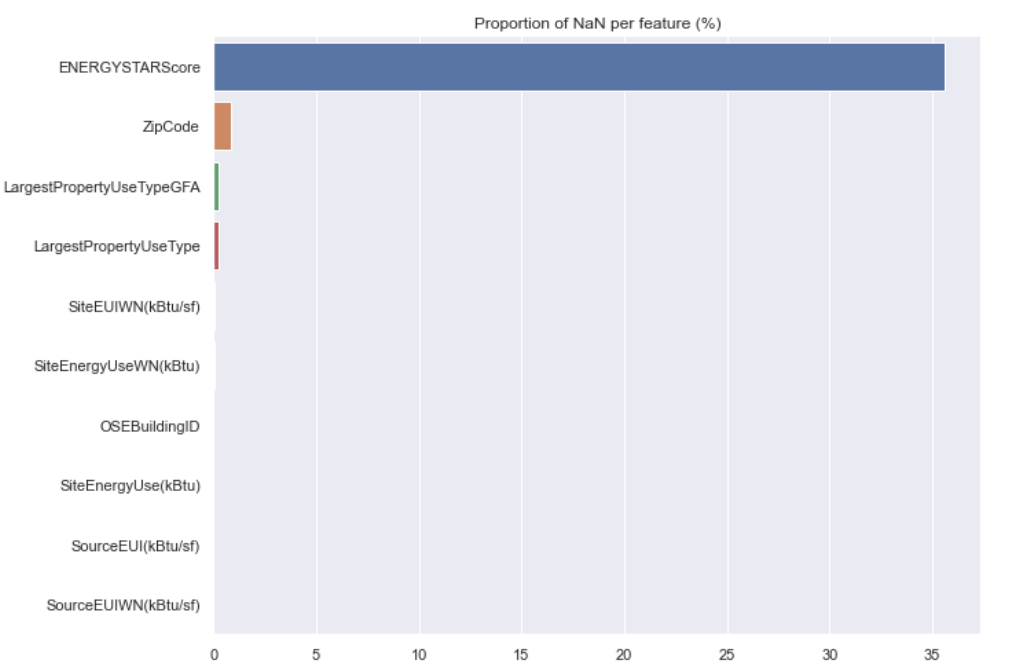 Proportion of NaN per feature (%)
ENERGYSTARScore
ZipCode
LargestPropertyUseTypeGFA
LargestPropertyUseType
SiteEUIWN(kBtu/sf)
SiteEnergyUseWN(kBtu)
OSEBuildingID
SiteEnergyUse(kBtu)
SourceEUI(kBtu/sf)
SourceEUIWN(kBtu/sf)
0 5 10 15 20 25 30 35